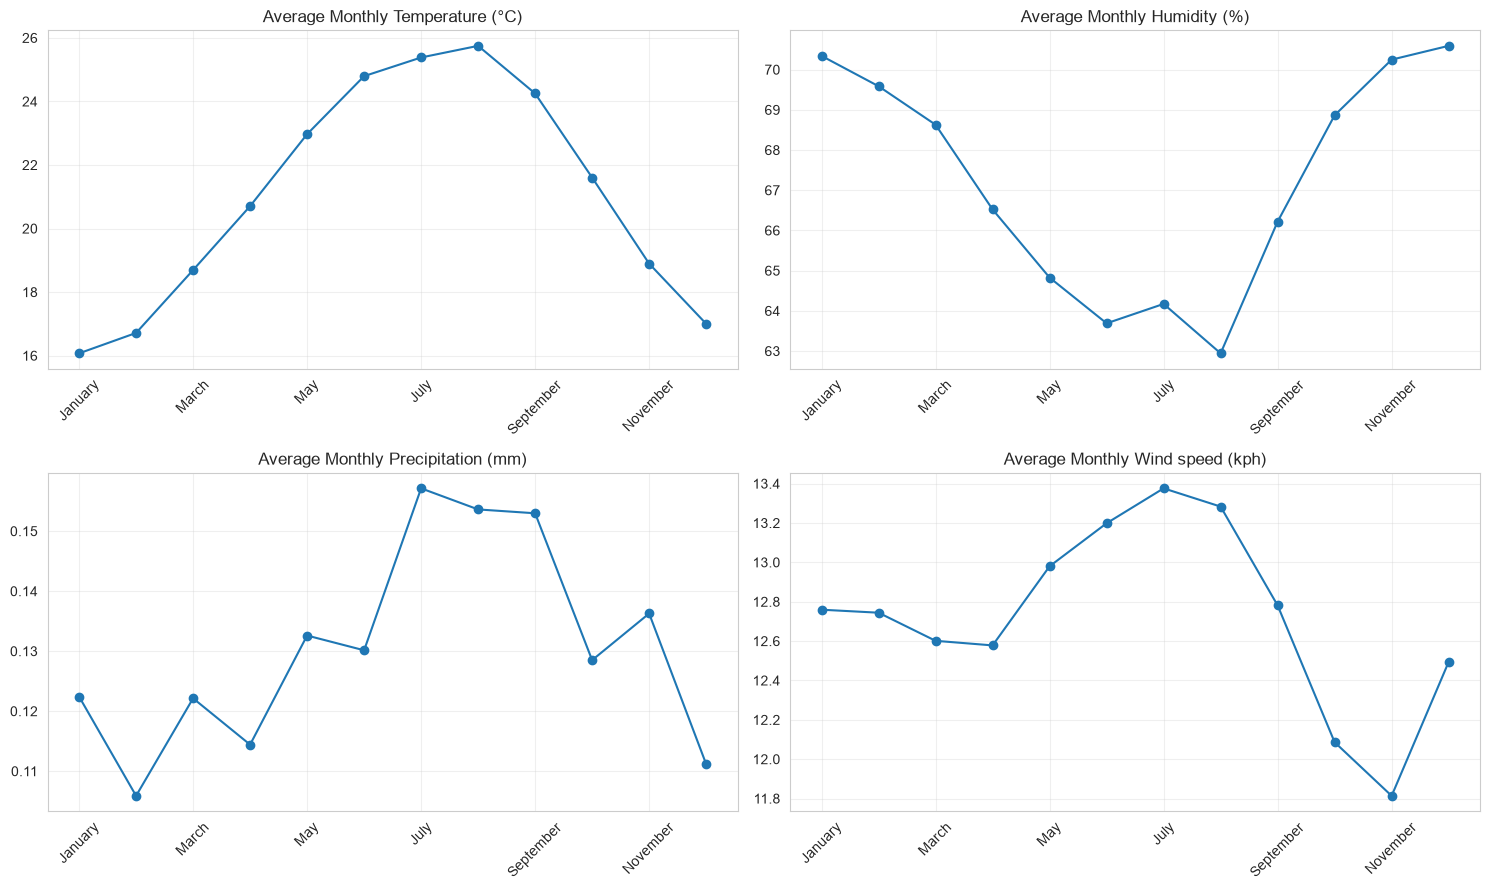 Average Monthly Temperature (°C)
26
24
22
20
18
16
January
March
May
July
September
November
Average Monthly Humidity (%)
70
69
68
67
66
65
64
63
January
March
May
July
September
November
Average Monthly Precipitation (mm)
0.15
0.14
0.13
0.12
0.11
January
March
May
July
September
November
Average Monthly Wind speed (kph)
13.4
13.2
13.0
12.8
12.6
12.4
12.2
12.0
11.8
January
March
May
July
September
November